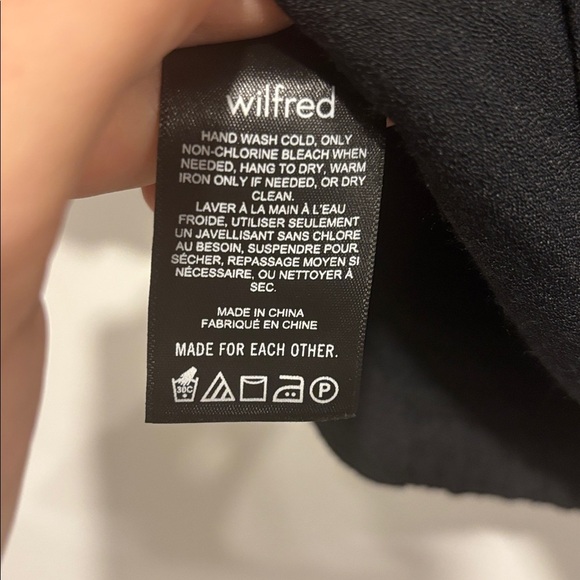 wilfred
HAND WASH COLD, ONLY
NON-CHLORINE BLEACH WHEN
NEEDED, HANG TO DRY, WARM
IRON ONLY IF NEEDED, OR DRY
CLEAN.
LAVER À LA MAIN À L'EAU
FROIDE, UTILISER SEULEMENT
UN JAVELLISANT SANS CHLORE
AU BESOIN, SUSPENDRE POUR
SÉCHER, REPASSAGE MOYEN SI
NÉCESSAIRE, OU NETTOYER À
SEC.
MADE IN CHINA
FABRIQUÉ EN CHINE
MADE FOR EACH OTHER.
30C P